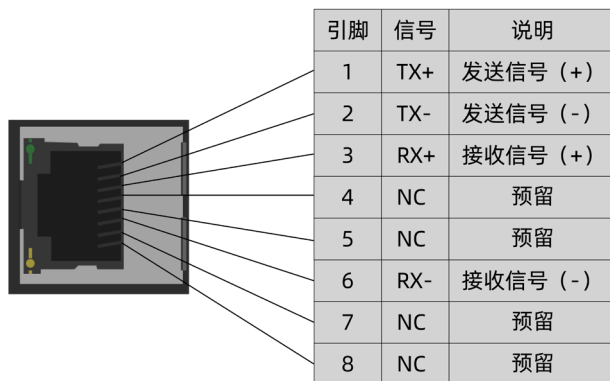 引脚 信号 说明
1 TX+ 发送信号（+）
2 TX- 发送信号（-）
3 RX+ 接收信号（+）
4 NC 预留
5 NC 预留
6 RX- 接收信号（-）
7 NC 预留
8 NC 预留